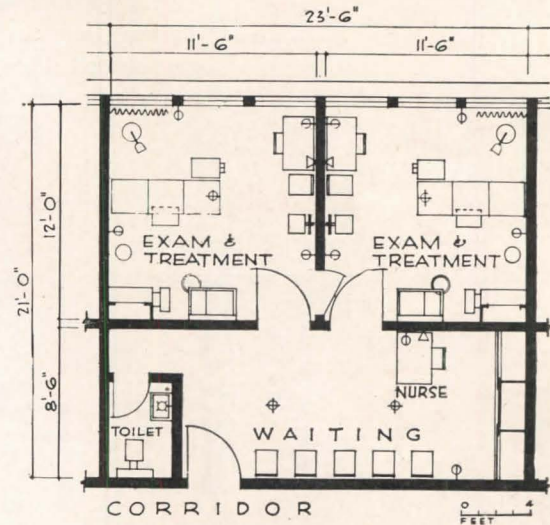 23'-6"
11'-6" 11'-6"
12'-0"
21'-0"
8'-6"
EXAM &
TREATMENT
EXAM &
TREATMENT
NURSE
TOILET
WAITING
CORRIDOR
0 4
FEET